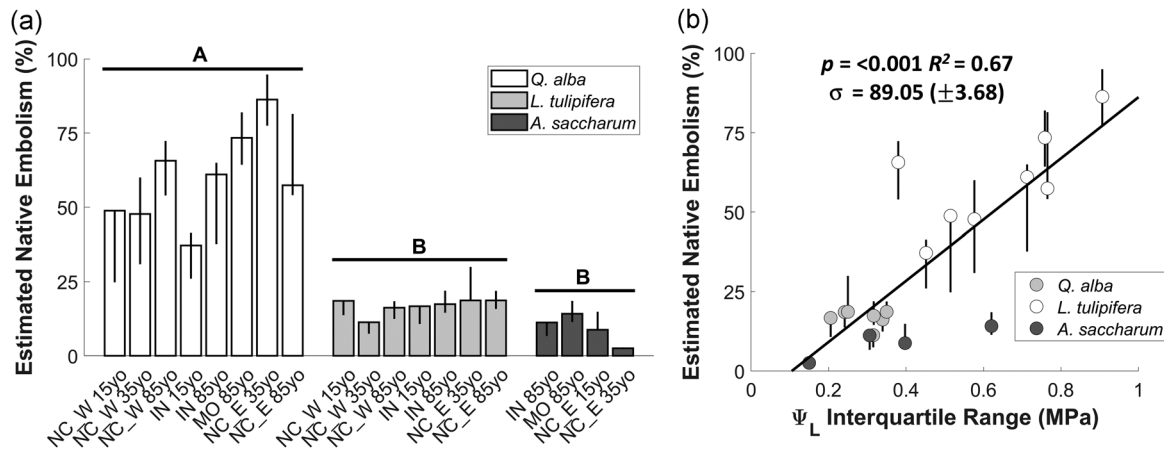 (a)
Estimated Native Embolism (%)
100
75
50
25
0
A
B
B
Q. alba
L. tulipifera
A. saccharum
NC_W 15yo
NC_W 35yo
NC_W 85yo
IN 15yo
IN 85yo
MO 85yo
NC_E 35yo
NC_E 85yo
NC_W 15yo
NC_W 35yo
NC_W 85yo
IN 15yo
IN 85yo
NC_E 35yo
NC_E 85yo
IN 85yo
MO 85yo
NC_E 15yo
NC_E 35yo
(b)
Estimated Native Embolism (%)
100
75
50
25
0
p = <0.001 R² = 0.67
σ = 89.05 (±3.68)
Q. alba
L. tulipifera
A. saccharum
0 0.2 0.4 0.6 0.8 1
Ψ_L Interquartile Range (MPa)